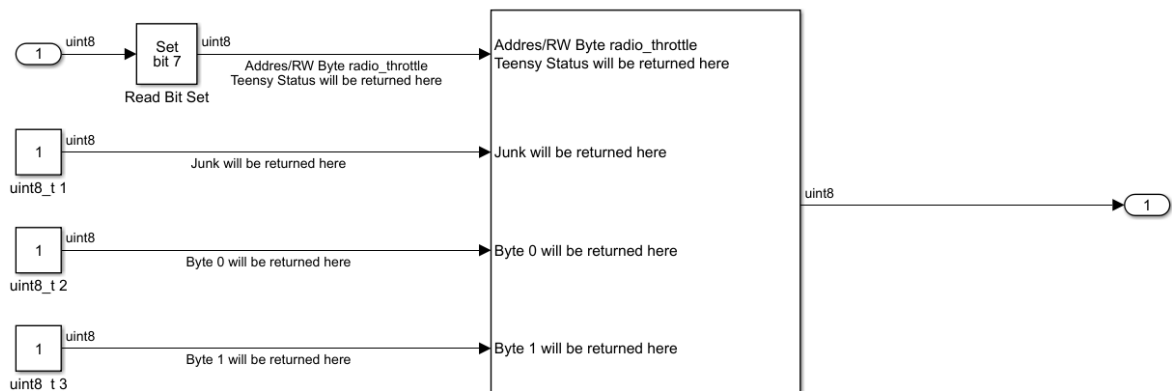 1
uint8
Set
bit 7
uint8
Read Bit Set
Addres/RW Byte radio_throttle
Teensy Status will be returned here
Addres/RW Byte radio_throttle
Teensy Status will be returned here
1
uint8
uint8_t 1
Junk will be returned here
Junk will be returned here
uint8
1
1
uint8
uint8_t 2
Byte 0 will be returned here
Byte 0 will be returned here
1
uint8
uint8_t 3
Byte 1 will be returned here
Byte 1 will be returned here